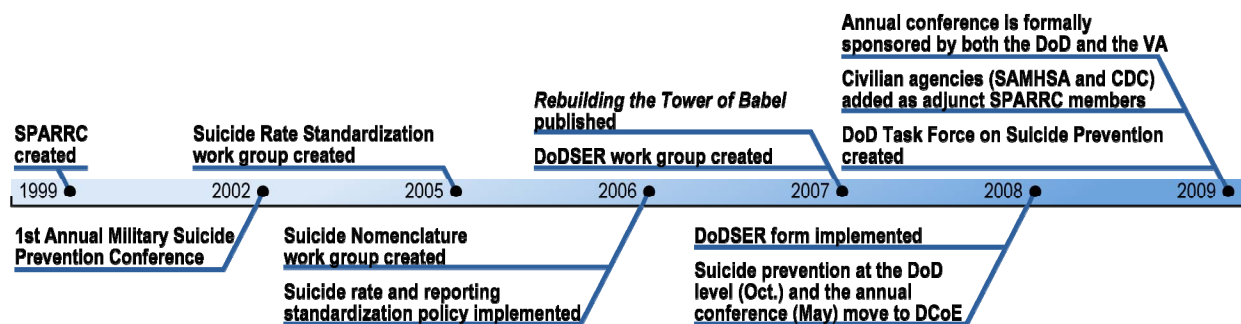 Annual conference is formally
sponsored by both the DoD and the VA
Civilian agencies (SAMHSA and CDC)
added as adjunct SPARRC members
DoD Task Force on Suicide Prevention
created
Rebuilding the Tower of Babel
published
DoDSER work group created
Suicide Rate Standardization
work group created
SPARRC
created
1999
2002
2005
2006
2007
2008
2009
1st Annual Military Suicide
Prevention Conference
Suicide Nomenclature
work group created
Suicide rate and reporting
standardization policy implemented
DoDSER form implemented
Suicide prevention at the DoD
level (Oct.) and the annual
conference (May) move to DCoE